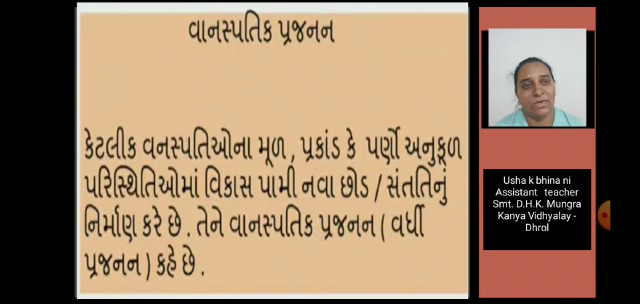 વાનસ્પતિક પ્રજનન
કેટલીક વનસ્પતિઓના મૂળ , પ્રકાંડ કે પર્ણો અનુકૂળ
પરિસ્થિતિઓમાં વિકાસ પામી નવા છોડ / સંતતિનું
નિર્માણ કરે છે . તેને વાનસ્પતિક પ્રજનન ( વર્ધી
પ્રજનન ) કહે છે .
Usha k bhina ni
Assistant teacher
Smt. D.H.K. Mungra
Kanya Vidhyalay -
Dhrol